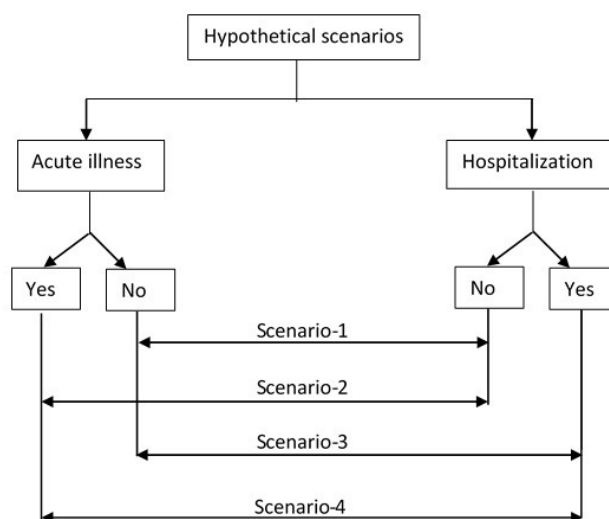 Hypothetical scenarios
Acute illness
Hospitalization
Yes
No
No
Yes
Scenario-1
Scenario-2
Scenario-3
Scenario-4